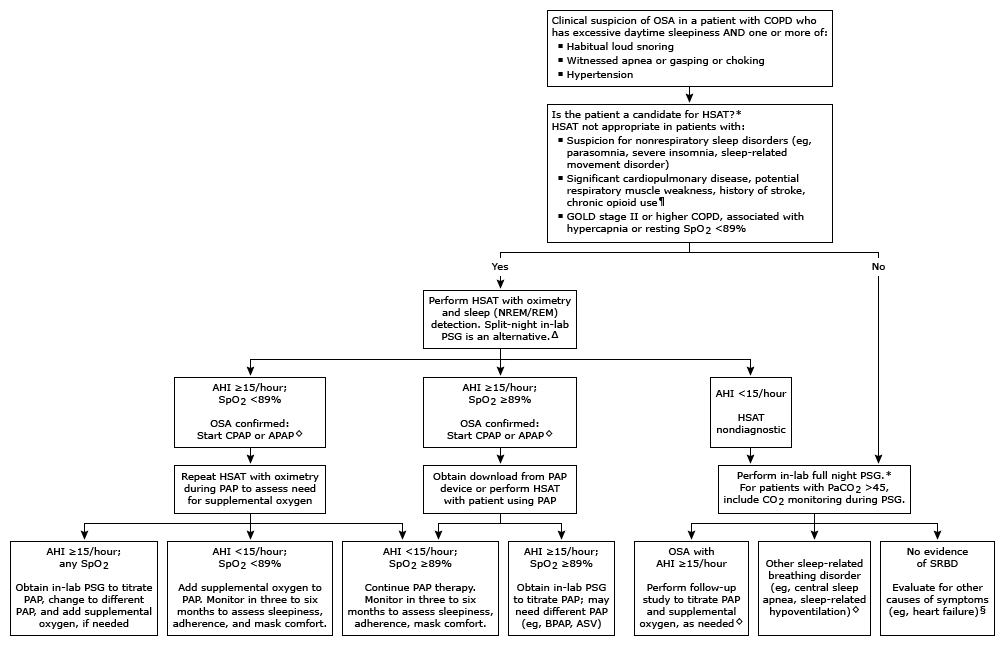 Clinical suspicion of OSA in a patient with COPD who
has excessive daytime sleepiness AND one or more of:
▪ Habitual loud snoring
▪ Witnessed apnea or gasping or choking
▪ Hypertension
Is the patient a candidate for HSAT?*
HSAT not appropriate in patients with:
▪ Suspicion for nonrespiratory sleep disorders (eg,
parasomnia, severe insomnia, sleep-related
movement disorder)
▪ Significant cardiopulmonary disease, potential
respiratory muscle weakness, history of stroke,
chronic opioid use¶
▪ GOLD stage II or higher COPD, associated with
hypercapnia or resting SpO2 <89%
Yes
No
Perform HSAT with oximetry
and sleep (NREM/REM)
detection. Split-night in-lab
PSG is an alternative.Δ
AHI ≥15/hour;
SpO2 <89%
OSA confirmed:
Start CPAP or APAP◇
AHI ≥15/hour;
SpO2 ≥89%
OSA confirmed:
Start CPAP or APAP◇
AHI <15/hour
HSAT
nondiagnostic
Repeat HSAT with oximetry
during PAP to assess need
for supplemental oxygen
Obtain download from PAP
device or perform HSAT
with patient using PAP
Perform in-lab full night PSG.*
For patients with PaCO2 >45,
include CO2 monitoring during PSG.
AHI ≥15/hour;
any SpO2
Obtain in-lab PSG to titrate
PAP, change to different
PAP, and add supplemental
oxygen, if needed
AHI <15/hour;
SpO2 <89%
Add supplemental oxygen to
PAP. Monitor in three to six
months to assess sleepiness,
adherence, and mask comfort.
AHI <15/hour;
SpO2 ≥89%
Continue PAP therapy.
Monitor in three to six
months to assess sleepiness,
adherence, mask comfort.
AHI ≥15/hour;
SpO2 ≥89%
Obtain in-lab PSG
to titrate PAP; may
need different PAP
(eg, BPAP, ASV)
OSA with
AHI ≥15/hour
Perform follow-up
study to titrate PAP
and supplemental
oxygen, as needed◇
Other sleep-related
breathing disorder
(eg, central sleep
apnea, sleep-related
hypoventilation)◇
No evidence
of SRBD
Evaluate for other
causes of symptoms
(eg, heart failure)§